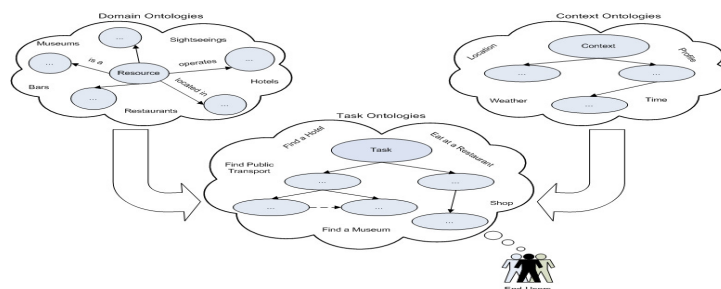 Domain Ontologies
Context Ontologies
Museums
...
Sightseeings
...
is a
Resource
operates
...
Hotels
located in
Bars
...
...
Restaurants
Location
Context
Profile
...
...
Weather
...
Time
Task Ontologies
Find a Hotel
Task
Eat at a Restaurant
Find Public
Transport
...
...
...
...
Shop
...
Find a Museum
End Users